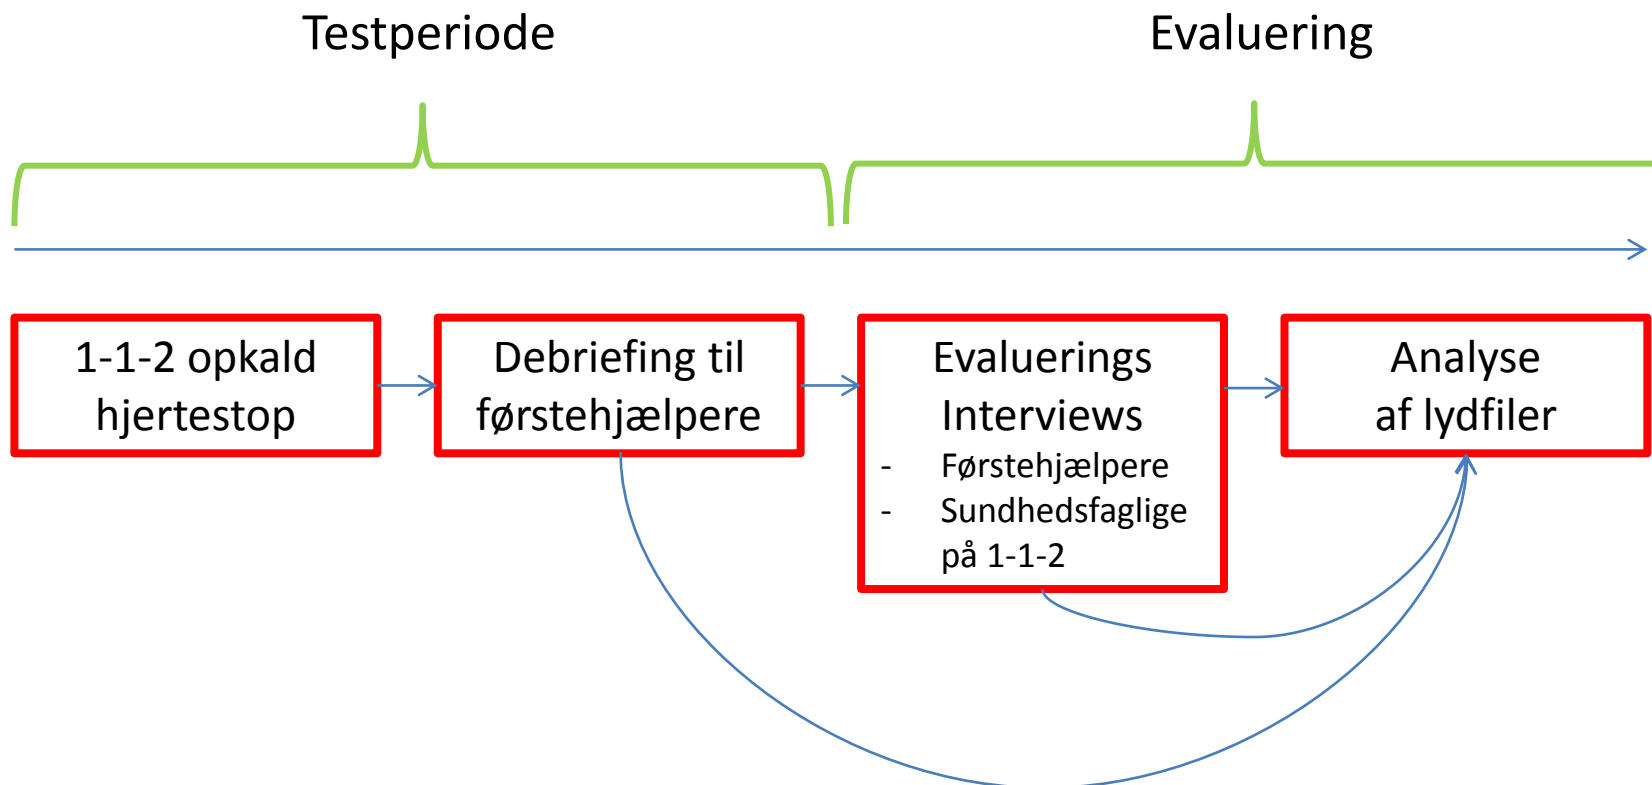 Testperiode
Evaluering
1-1-2 opkald
hjertestop
Debriefing til
førstehjælpere
Evaluerings
Interviews
- Førstehjælpere
- Sundhedsfaglige
på 1-1-2
Analyse
af lydfiler